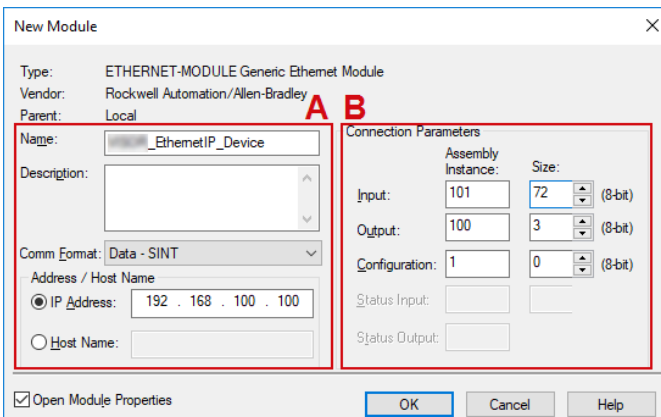 New Module
Type: ETHERNET-MODULE Generic Ethernet Module
Vendor: Rockwell Automation/Allen-Bradley
Parent: Local
A B
Name: _EthernetIP_Device
Description:
Comm Format: Data - SINT
Address / Host Name
IP Address: 192 . 168 . 100 . 100
Host Name:
Connection Parameters
Assembly Instance: Size:
Input: 101 72 (8-bit)
Output: 100 3 (8-bit)
Configuration: 1 0 (8-bit)
Status Input:
Status Output:
Open Module Properties
OK Cancel Help